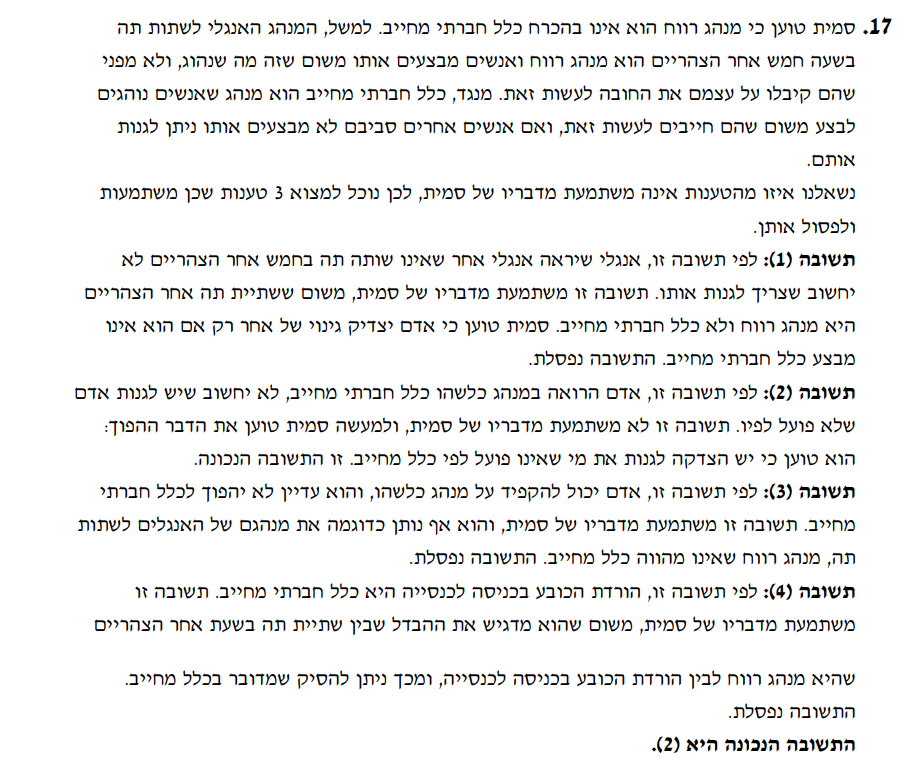 17. סמית טוען כי מנהג רווח הוא אינו בהכרח כלל חברתי מחייב. למשל, המנהג האנגלי לשתות תה
בשעה חמש אחר הצהריים הוא מנהג רווח ואנשים מבצעים אותו משום שזה מה שנהוג, ולא מפני
שהם קיבלו על עצמם את החובה לעשות זאת. מנגד, כלל חברתי מחייב הוא מנהג שאנשים נוהגים
לבצע משום שהם חייבים לעשות זאת, ואם אנשים אחרים סביבם לא מבצעים אותו ניתן לגנות
אותם.
נשאלנו איזו מהטענות אינה משתמעת מדבריו של סמית, לכן נוכל למצוא 3 טענות שכן משתמעות
ולפסול אותן.
תשובה (1): לפי תשובה זו, אנגלי שיראה אנגלי אחר שאינו שותה תה בחמש אחר הצהריים לא
יחשוב שצריך לגנות אותו. תשובה זו משתמעת מדבריו של סמית, משום ששתיית תה אחר הצהריים
היא מנהג רווח ולא כלל חברתי מחייב. סמית טוען כי אדם יצדיק גינוי של אחר רק אם הוא אינו
מבצע כלל חברתי מחייב. התשובה נפסלת.
תשובה (2): לפי תשובה זו, אדם הרואה במנהג כלשהו כלל חברתי מחייב, לא יחשוב שיש לגנות אדם
שלא פועל לפיו. תשובה זו לא משתמעת מדבריו של סמית, ולמעשה סמית טוען את הדבר ההפוך:
הוא טוען כי יש הצדקה לגנות את מי שאינו פועל לפי כלל מחייב. זו התשובה הנכונה.
תשובה (3): לפי תשובה זו, אדם יכול להקפיד על מנהג כלשהו, והוא עדיין לא יהפוך לכלל חברתי
מחייב. תשובה זו משתמעת מדבריו של סמית, והוא אף נותן כדוגמה את מנהגם של האנגלים לשתות
תה, מנהג רווח שאינו מהווה כלל מחייב. התשובה נפסלת.
תשובה (4): לפי תשובה זו, הורדת הכובע בכניסה לכנסייה היא כלל חברתי מחייב. תשובה זו
משתמעת מדבריו של סמית, משום שהוא מדגיש את ההבדל שבין שתיית תה בשעת אחר הצהריים
שהיא מנהג רווח לבין הורדת הכובע בכניסה לכנסייה, ומכך ניתן להסיק שמדובר בכלל מחייב.
התשובה נפסלת.
התשובה הנכונה היא (2).